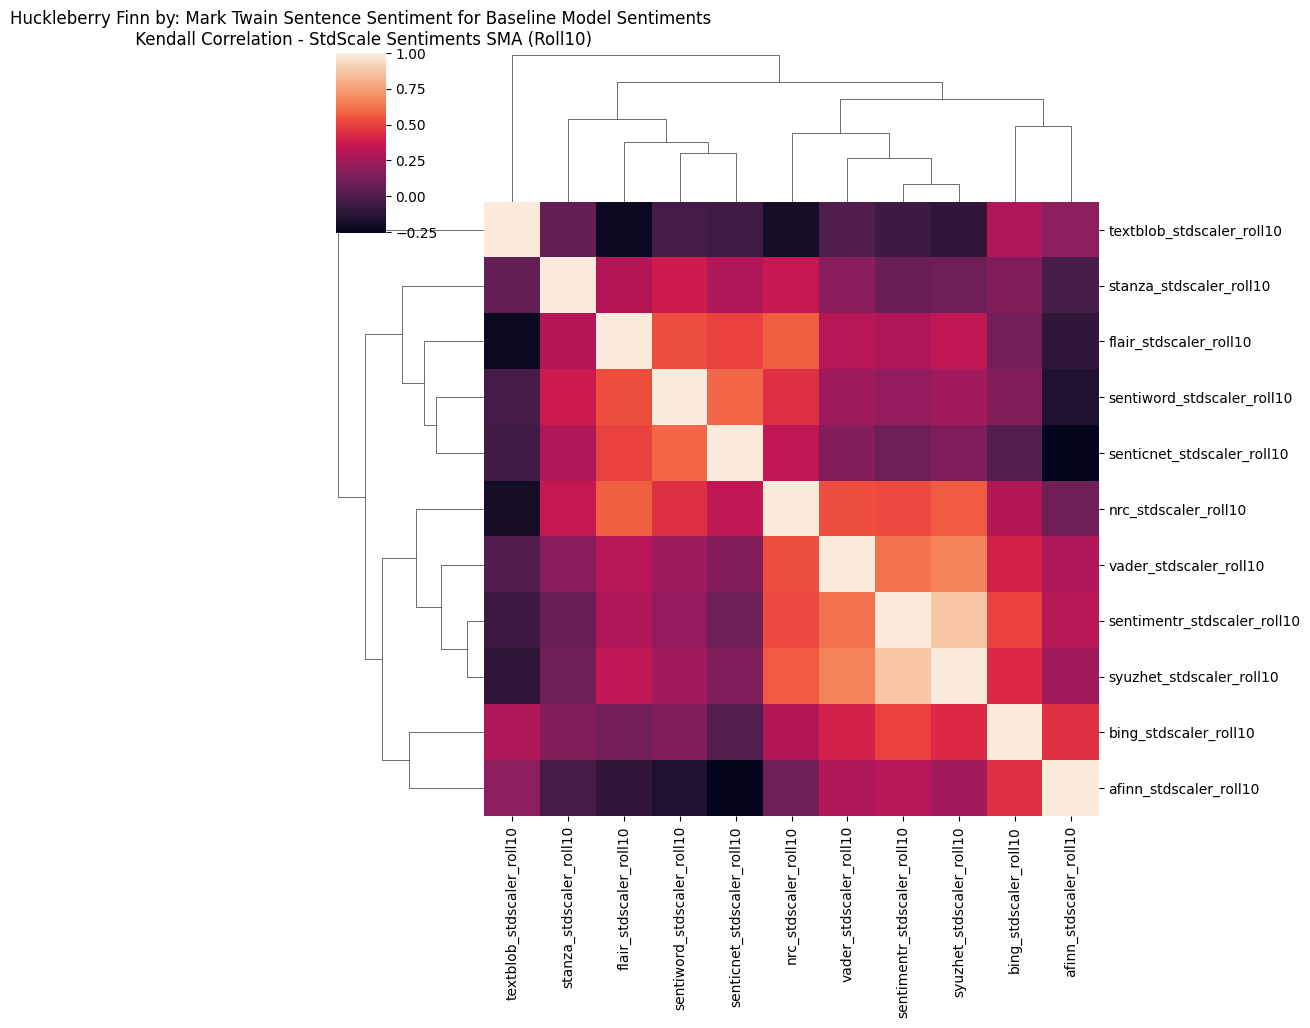 Huckleberry Finn by: Mark Twain Sentence Sentiment for Baseline Model Sentiments
Kendall Correlation - StdScale Sentiments SMA (Roll10)
1.00
0.75
0.50
0.25
0.00
−0.25
textblob_stdscaler_roll10
stanza_stdscaler_roll10
flair_stdscaler_roll10
sentiword_stdscaler_roll10
senticnet_stdscaler_roll10
nrc_stdscaler_roll10
vader_stdscaler_roll10
sentimentr_stdscaler_roll10
syuzhet_stdscaler_roll10
bing_stdscaler_roll10
afinn_stdscaler_roll10
textblob_stdscaler_roll10
stanza_stdscaler_roll10
flair_stdscaler_roll10
sentiword_stdscaler_roll10
senticnet_stdscaler_roll10
nrc_stdscaler_roll10
vader_stdscaler_roll10
sentimentr_stdscaler_roll10
syuzhet_stdscaler_roll10
bing_stdscaler_roll10
afinn_stdscaler_roll10